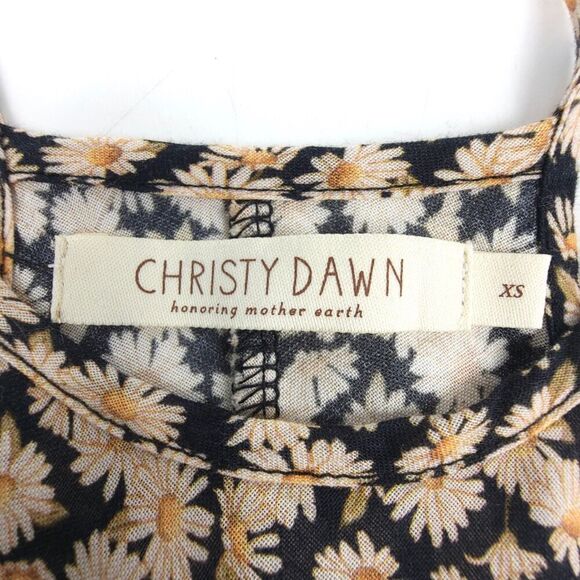 CHRISTY DAWN
honoring mother earth
XS